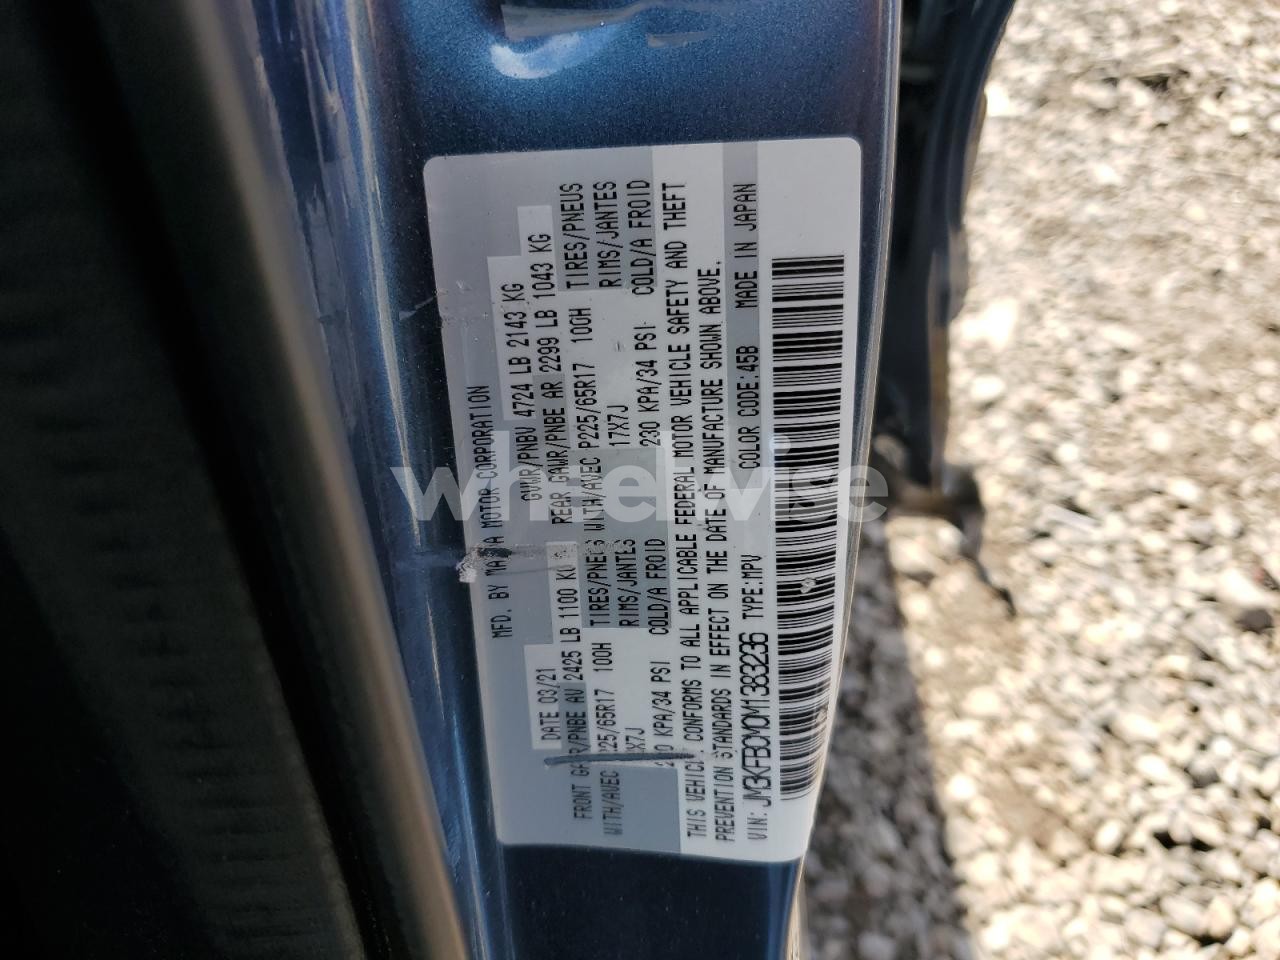 MFD. BY MAZDA MOTOR CORPORATION
DATE 03/21 GVWR/PNBV 4724 LB 2143 KG
FRONT GAWR/PNBE AV 2425 LB 1100 KG REAR GAWR/PNBE AR 2299 LB 1043 KG
WITH/AVEC P225/65R17 100H TIRES/PNEUS WITH/AVEC P225/65R17 100H TIRES/PNEUS
17X7J RIMS/JANTES 17X7J RIMS/JANTES
230 KPA/34 PSI COLD/A FROID 230 KPA/34 PSI COLD/A FROID
THIS VEHICLE CONFORMS TO ALL APPLICABLE FEDERAL MOTOR VEHICLE SAFETY AND THEFT
PREVENTION STANDARDS IN EFFECT ON THE DATE OF MANUFACTURE SHOWN ABOVE.
VIN: JM3KFBCM0M1383236 TYPE:MPV COLOR CODE:45B MADE IN JAPAN
wheelwise